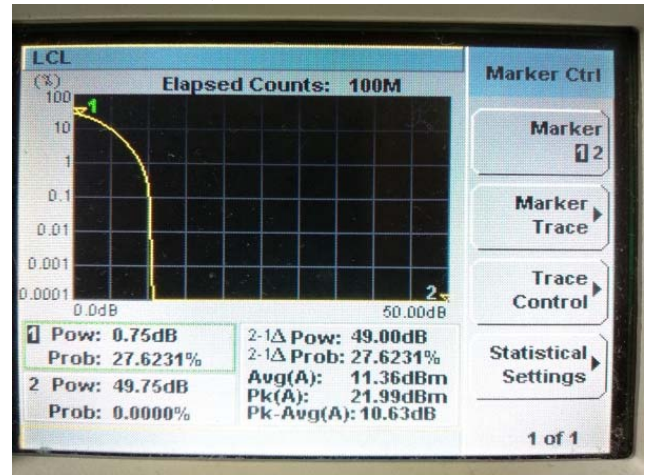 LCL
(%)
Elapsed Counts: 100M
100
1
10
1
0.1
0.01
0.001
0.0001
2
0.0dB
50.00dB
1 Pow: 0.75dB
Prob: 27.6231%
2 Pow: 49.75dB
Prob: 0.0000%
2-1Δ Pow: 49.00dB
2-1Δ Prob: 27.6231%
Avg(A): 11.36dBm
Pk(A): 21.99dBm
Pk-Avg(A): 10.63dB
Marker Ctrl
Marker
1 2
Marker
Trace
Trace
Control
Statistical
Settings
1 of 1